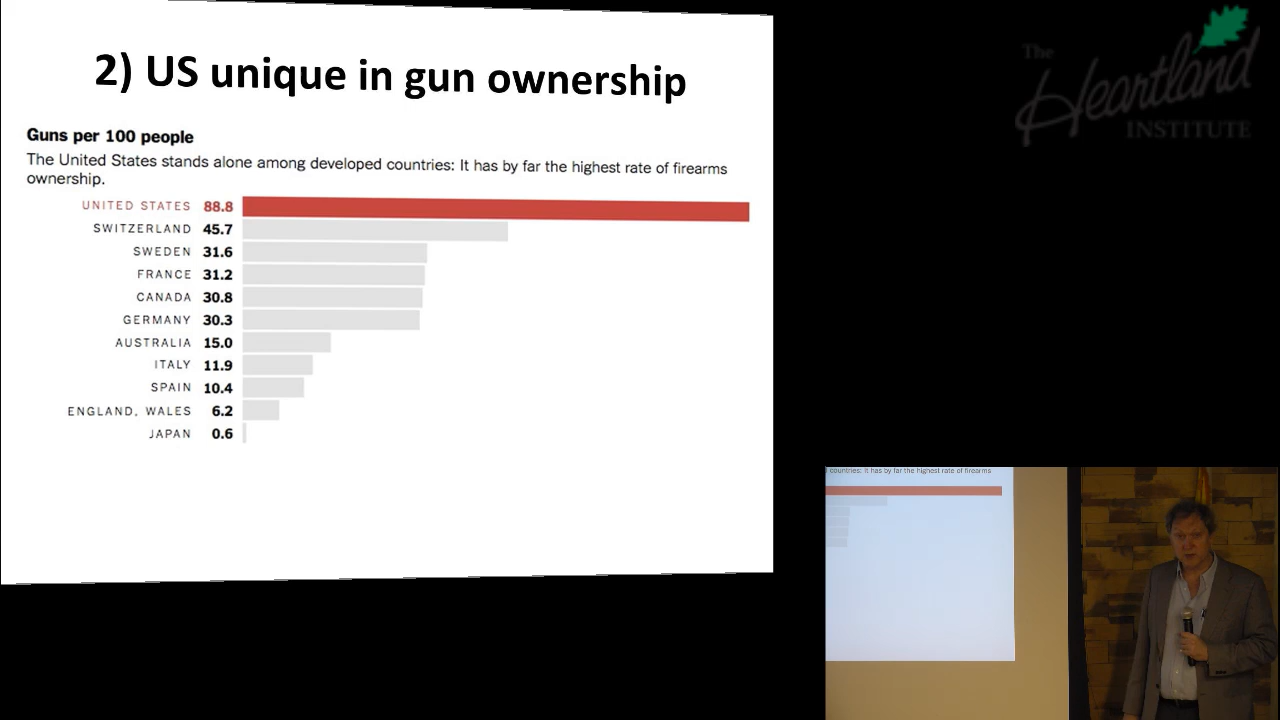 2) US unique in gun ownership
Guns per 100 people
The United States stands alone among developed countries: It has by far the highest rate of firearms
ownership.
UNITED STATES 88.8
SWITZERLAND 45.7
SWEDEN 31.6
FRANCE 31.2
CANADA 30.8
GERMANY 30.3
AUSTRALIA 15.0
ITALY 11.9
SPAIN 10.4
ENGLAND, WALES 6.2
JAPAN 0.6
The
Heartland
INSTITUTE
countries: It has by far the highest rate of firearms